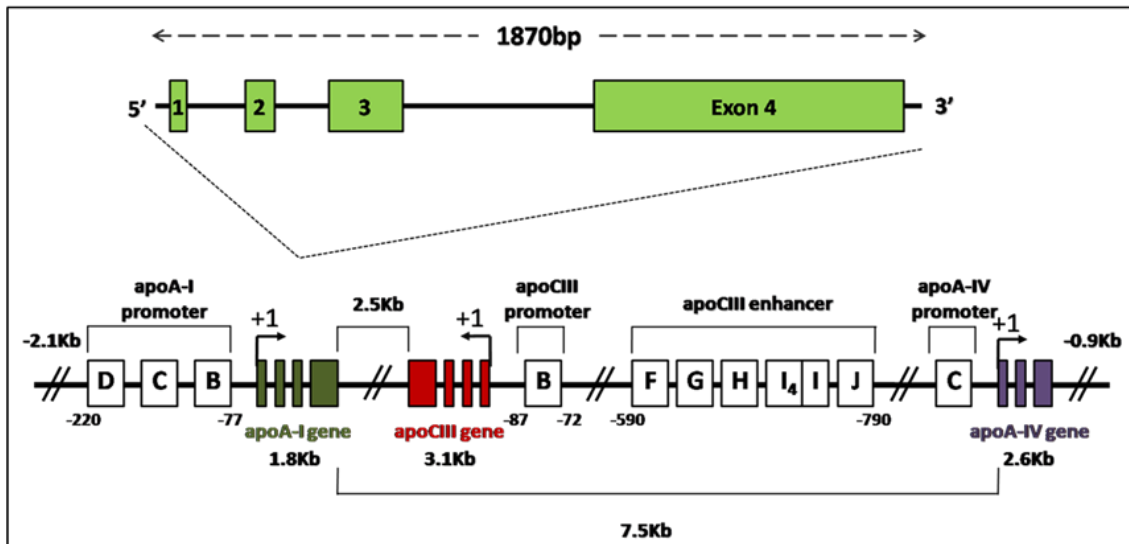 1870bp
5’ 1 2 3 Exon 4 3’
apoA-I promoter
2.5Kb
apoCIII promoter
apoCIII enhancer
apoA-IV promoter
-2.1Kb
+1
+1
+1
-0.9Kb
D C B B F G H I4 I J C
-220 -77 -87 -72 -590 -790
apoA-I gene apoCIII gene apoA-IV gene
1.8Kb 3.1Kb 2.6Kb
7.5Kb